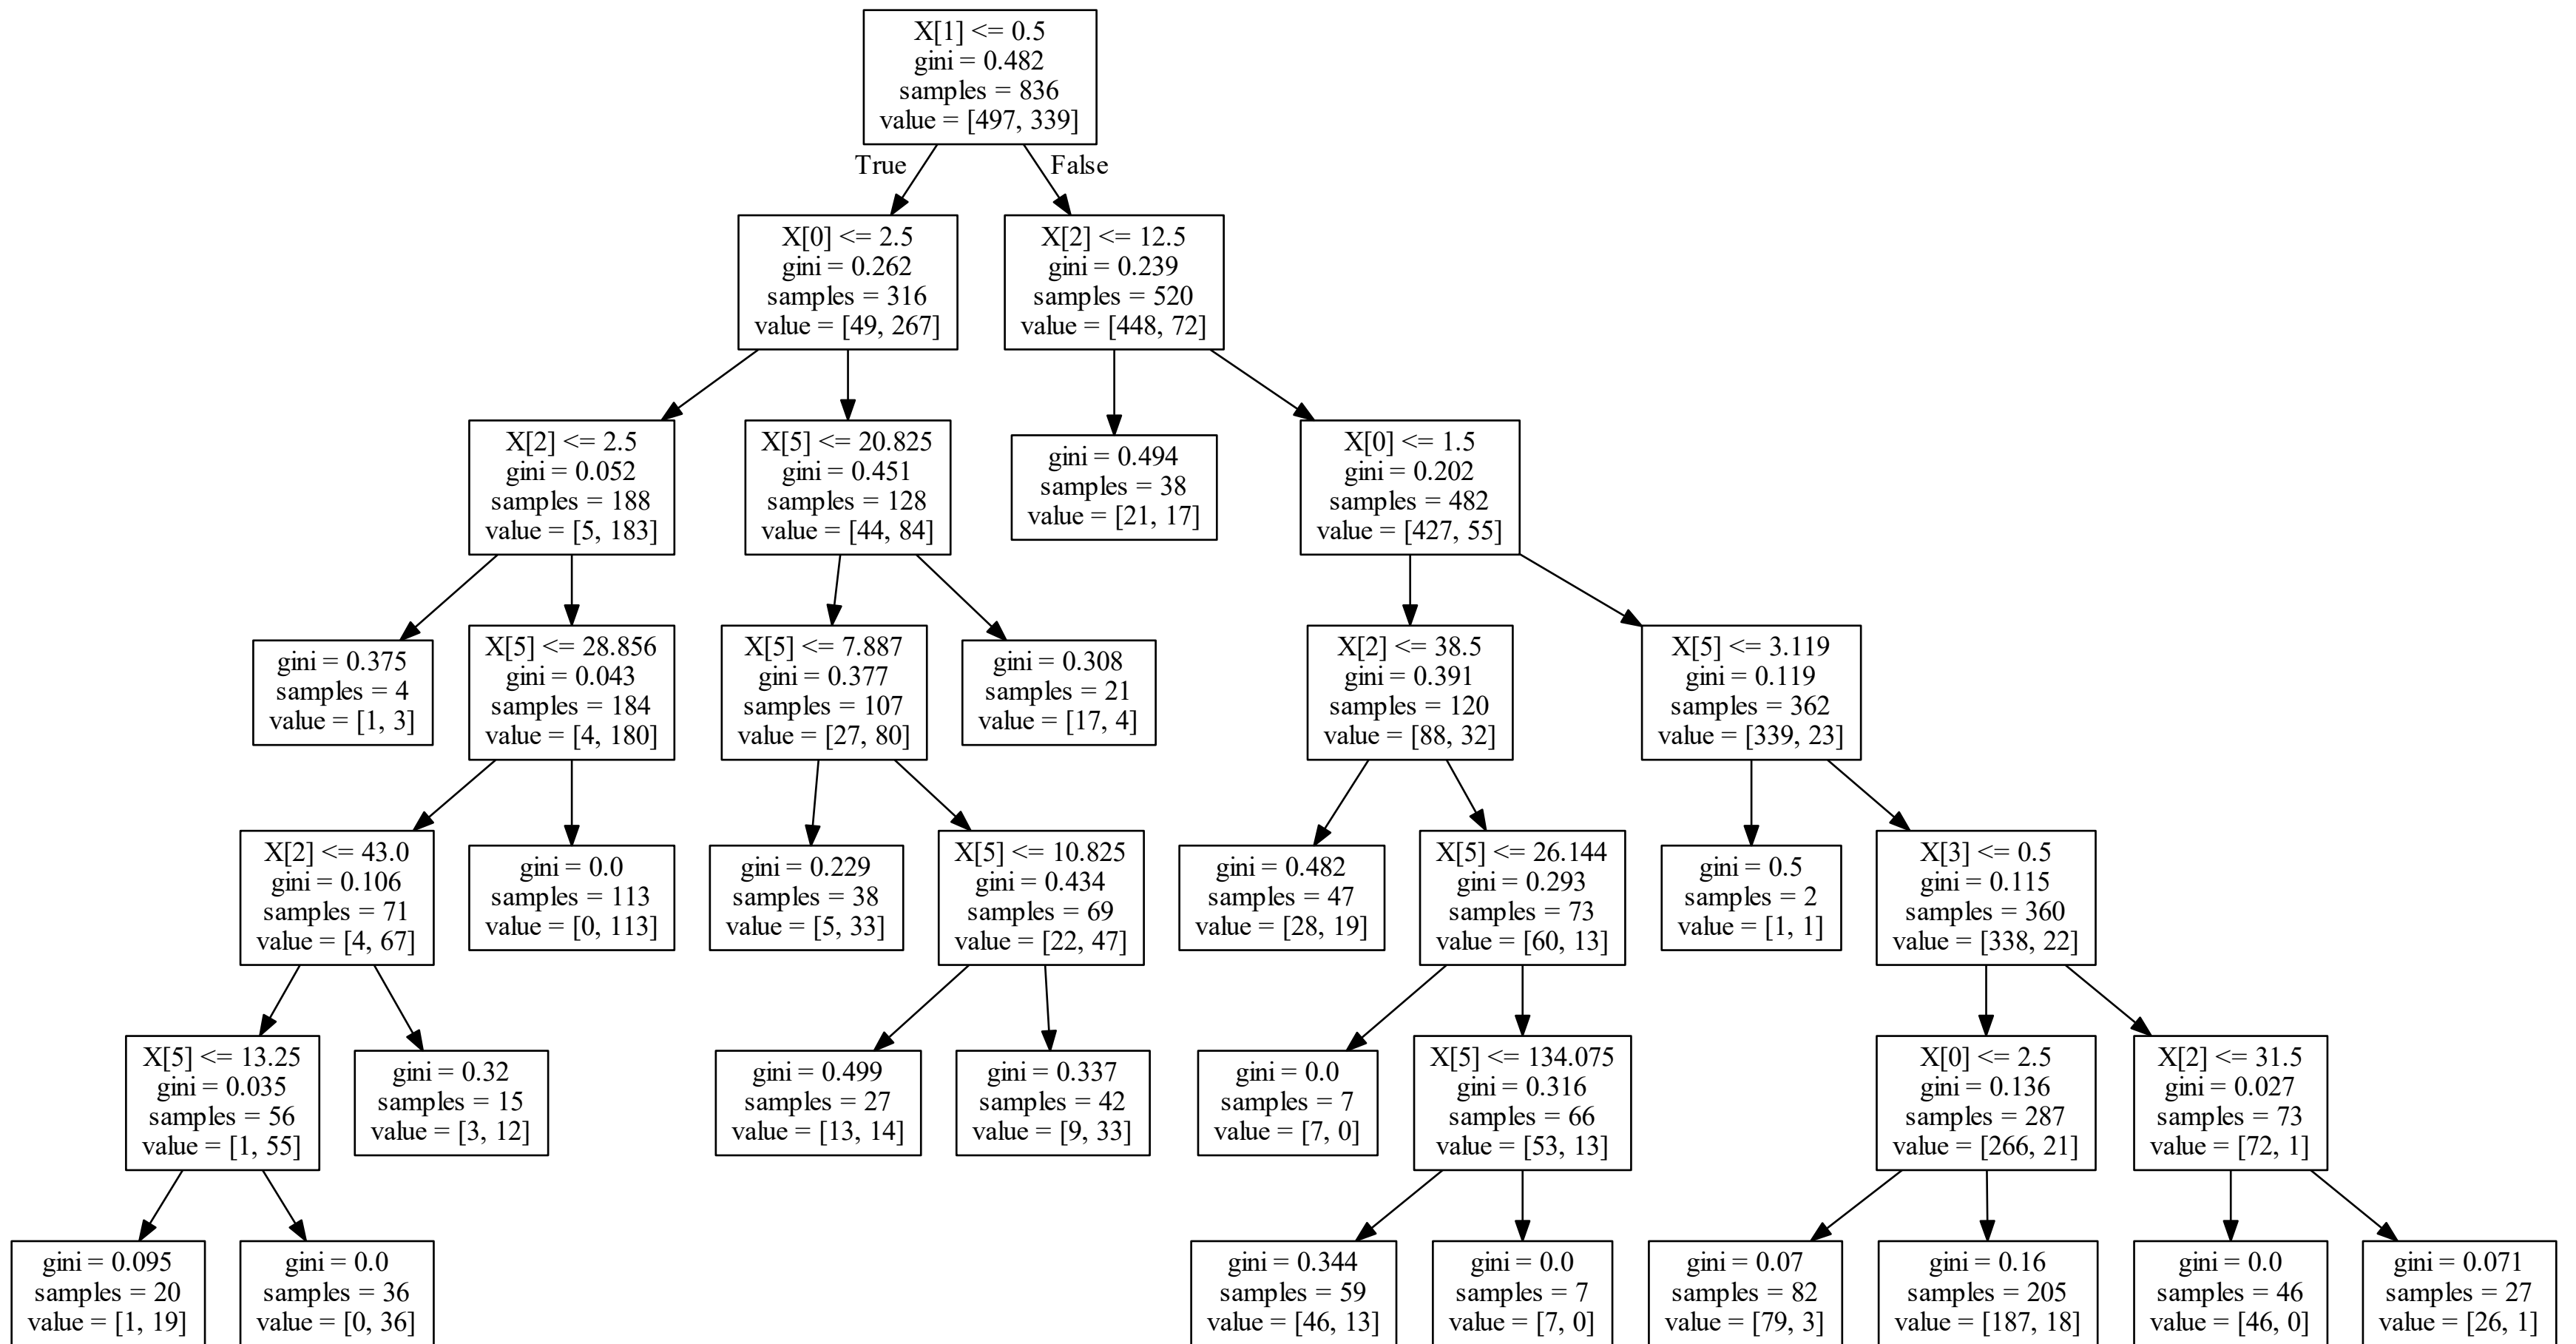 X[1] <= 0.5
gini = 0.482
samples = 836
value = [497, 339]
True
False
X[0] <= 2.5
gini = 0.262
samples = 316
value = [49, 267]
X[2] <= 12.5
gini = 0.239
samples = 520
value = [448, 72]
X[2] <= 2.5
gini = 0.052
samples = 188
value = [5, 183]
X[5] <= 20.825
gini = 0.451
samples = 128
value = [44, 84]
gini = 0.494
samples = 38
value = [21, 17]
X[0] <= 1.5
gini = 0.202
samples = 482
value = [427, 55]
gini = 0.375
samples = 4
value = [1, 3]
X[5] <= 28.856
gini = 0.043
samples = 184
value = [4, 180]
X[5] <= 7.887
gini = 0.377
samples = 107
value = [27, 80]
gini = 0.308
samples = 21
value = [17, 4]
X[2] <= 38.5
gini = 0.391
samples = 120
value = [88, 32]
X[5] <= 3.119
gini = 0.119
samples = 362
value = [339, 23]
X[2] <= 43.0
gini = 0.106
samples = 71
value = [4, 67]
gini = 0.0
samples = 113
value = [0, 113]
gini = 0.229
samples = 38
value = [5, 33]
X[5] <= 10.825
gini = 0.434
samples = 69
value = [22, 47]
gini = 0.482
samples = 47
value = [28, 19]
X[5] <= 26.144
gini = 0.293
samples = 73
value = [60, 13]
gini = 0.5
samples = 2
value = [1, 1]
X[3] <= 0.5
gini = 0.115
samples = 360
value = [338, 22]
X[5] <= 13.25
gini = 0.035
samples = 56
value = [1, 55]
gini = 0.32
samples = 15
value = [3, 12]
gini = 0.499
samples = 27
value = [13, 14]
gini = 0.337
samples = 42
value = [9, 33]
gini = 0.0
samples = 7
value = [7, 0]
X[5] <= 134.075
gini = 0.316
samples = 66
value = [53, 13]
X[0] <= 2.5
gini = 0.136
samples = 287
value = [266, 21]
X[2] <= 31.5
gini = 0.027
samples = 73
value = [72, 1]
gini = 0.095
samples = 20
value = [1, 19]
gini = 0.0
samples = 36
value = [0, 36]
gini = 0.344
samples = 59
value = [46, 13]
gini = 0.0
samples = 7
value = [7, 0]
gini = 0.07
samples = 82
value = [79, 3]
gini = 0.16
samples = 205
value = [187, 18]
gini = 0.0
samples = 46
value = [46, 0]
gini = 0.071
samples = 27
value = [26, 1]